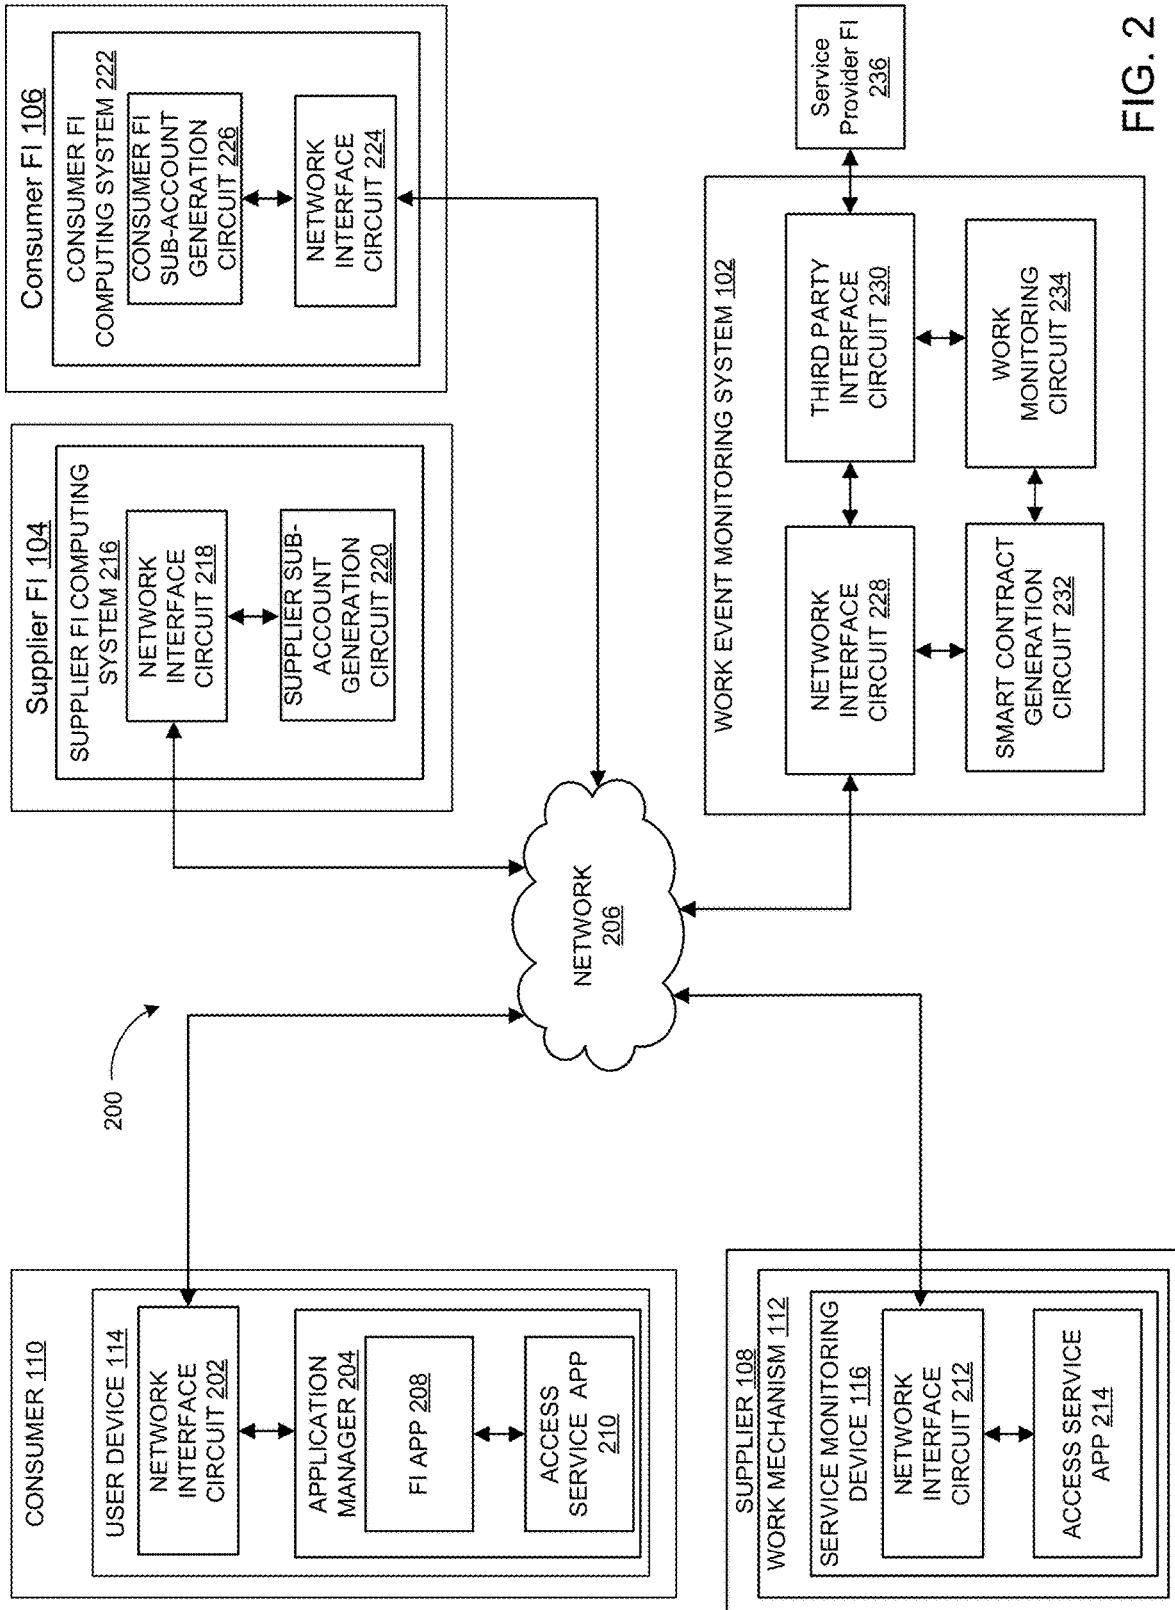 200
CONSUMER 110
USER DEVICE 114
NETWORK
INTERFACE
CIRCUIT 202
APPLICATION
MANAGER 204
FI APP 208
ACCESS
SERVICE APP
210
SUPPLIER 108
WORK MECHANISM 112
SERVICE MONITORING
DEVICE 116
NETWORK
INTERFACE
CIRCUIT 212
ACCESS SERVICE
APP 214
NETWORK
206
Supplier FI 104
SUPPLIER FI COMPUTING
SYSTEM 216
NETWORK
INTERFACE
CIRCUIT 218
SUPPLIER SUB-
ACCOUNT
GENERATION
CIRCUIT 220
Consumer FI 106
CONSUMER FI
COMPUTING SYSTEM 222
CONSUMER FI
SUB-ACCOUNT
GENERATION
CIRCUIT 226
NETWORK
INTERFACE
CIRCUIT 224
WORK EVENT MONITORING SYSTEM 102
NETWORK
INTERFACE
CIRCUIT 228
THIRD PARTY
INTERFACE
CIRCUIT 230
SMART CONTRACT
GENERATION
CIRCUIT 232
WORK
MONITORING
CIRCUIT 234
Service
Provider FI
236
FIG. 2